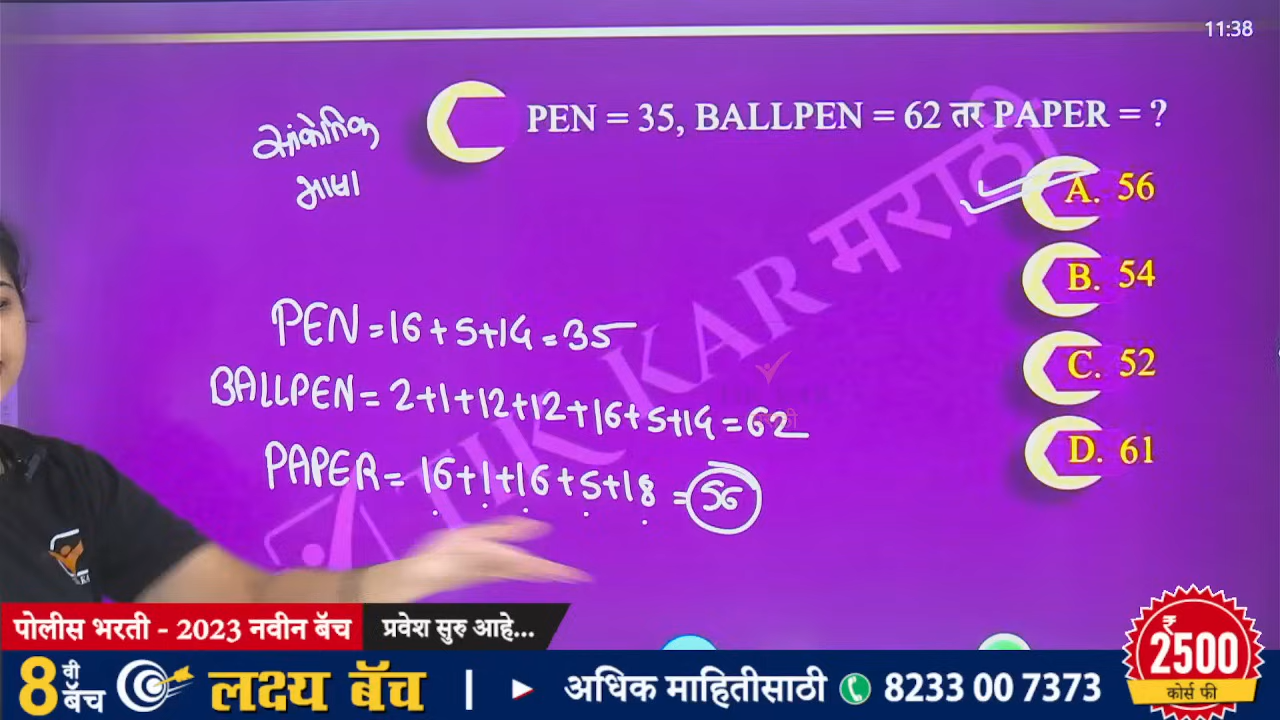 11:38
सांकेतिक
भाषा
PEN = 35, BALLPEN = 62 तर PAPER = ?
A. 56
B. 54
C. 52
D. 61
PEN = 16 + 5 + 14 = 35
BALLPEN = 2+1+12+12+16+5+14 = 62
PAPER = 16+1+16+5+18 = 56
TIKKAR मराठी
पोलीस भरती - 2023 नवीन बॅच
प्रवेश सुरु आहे...
8 वी बॅच लक्ष्य बॅच | अधिक माहितीसाठी 8233 00 7373
₹ 2500
कोर्स फी